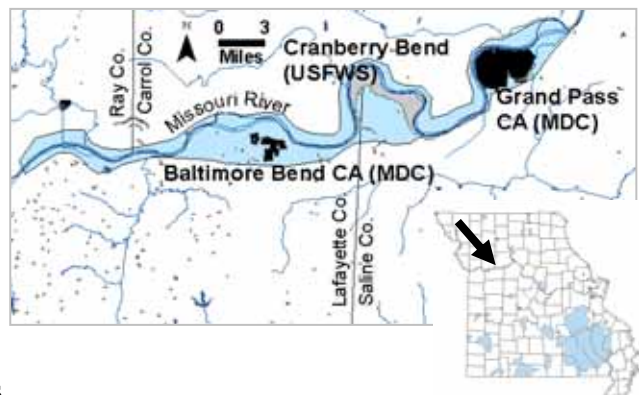 N
0 3
Miles
Cranberry Bend
(USFWS)
Grand Pass
CA (MDC)
Ray Co.
Carrol Co.
Missouri River
Baltimore Bend CA (MDC)
Lafayette Co.
Saline Co.